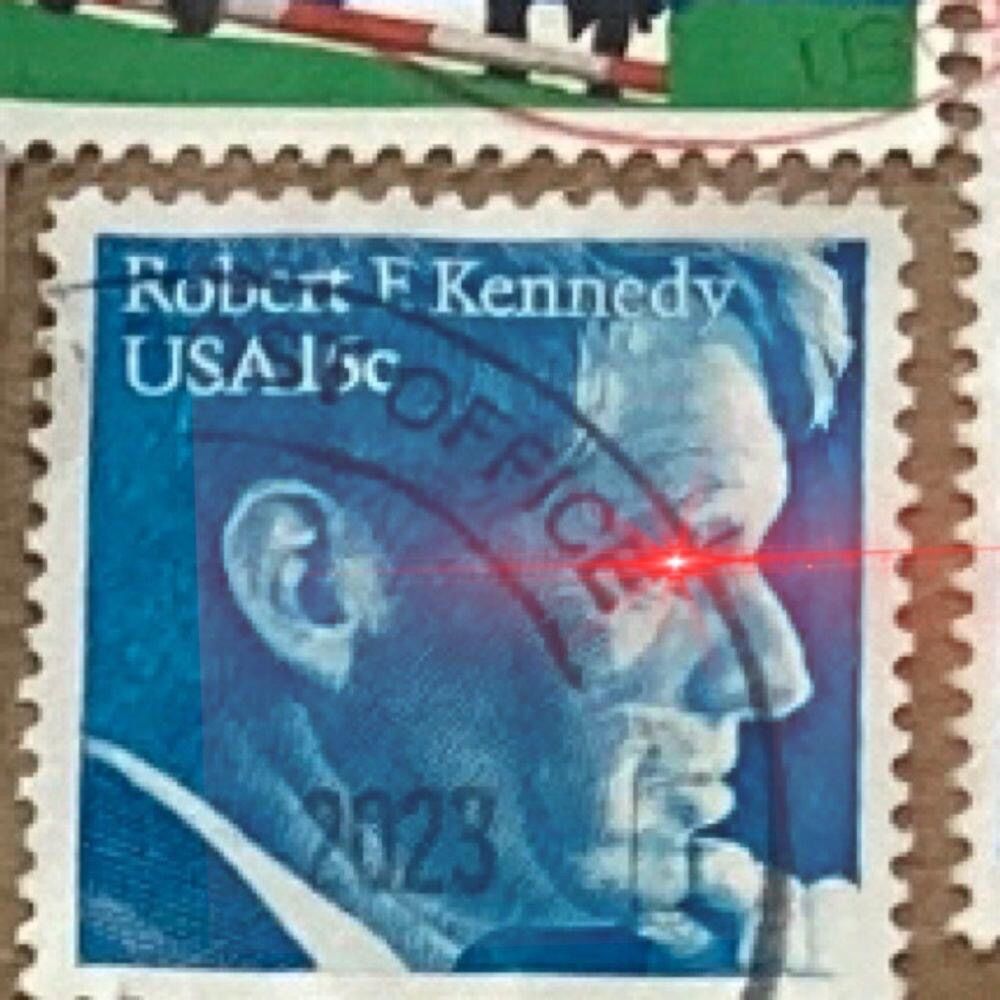 Robert F. Kennedy
USA 15c
OFFICE
2023